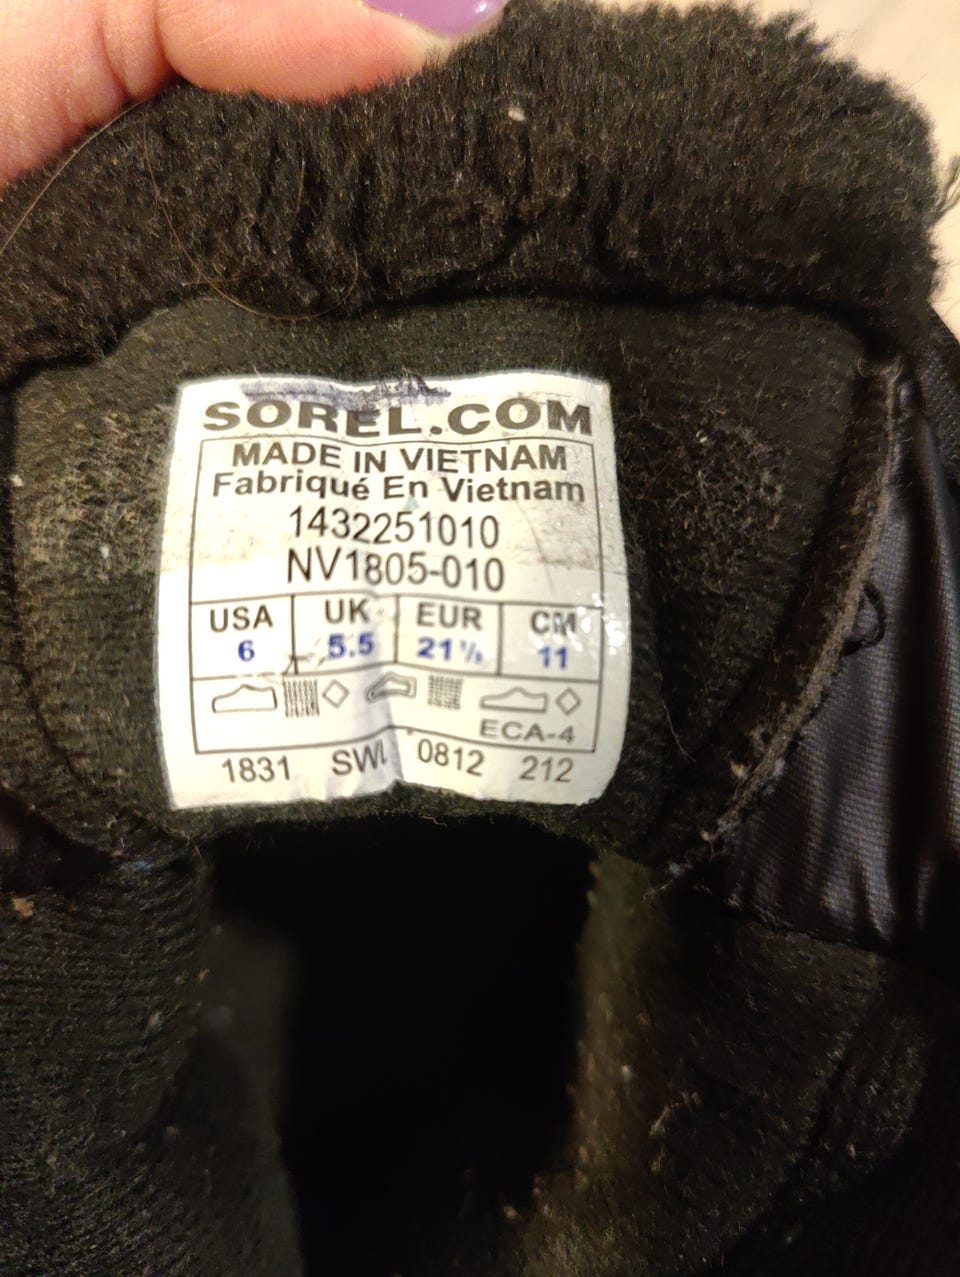 SOREL.COM
MADE IN VIETNAM
Fabriqué En Vietnam
1432251010
NV1805-010
USA UK EUR CM
6 5.5 21½ 11
ECA-4
1831 SWL 0812 212